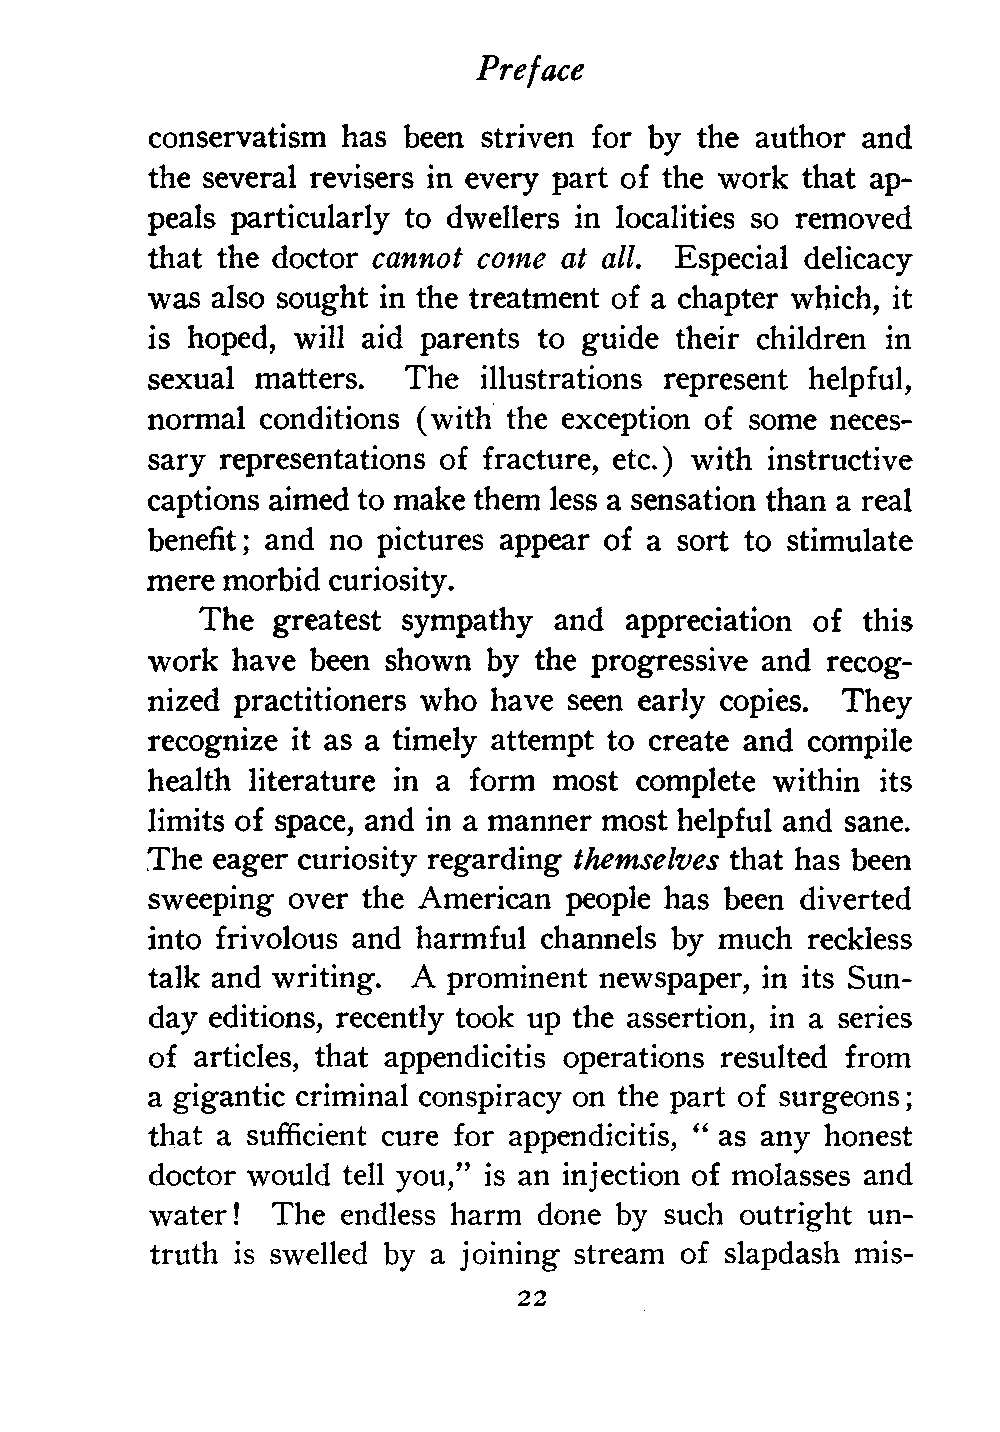 Preface
conservatism has been striven for by the author and
the several revisers in every part of the work that ap-
peals particularly to dwellers in localities so removed
that the doctor cannot come at all. Especial delicacy
was also sought in the treatment of a chapter which, it
is hoped, will aid parents to guide their children in
sexual matters. The illustrations represent helpful,
normal conditions (with the exception of some neces-
sary representations of fracture, etc.) with instructive
captions aimed to make them less a sensation than a real
benefit; and no pictures appear of a sort to stimulate
mere morbid curiosity.
The greatest sympathy and appreciation of this
work have been shown by the progressive and recog-
nized practitioners who have seen early copies. They
recognize it as a timely attempt to create and compile
health literature in a form most complete within its
limits of space, and in a manner most helpful and sane.
The eager curiosity regarding themselves that has been
sweeping over the American people has been diverted
into frivolous and harmful channels by much reckless
talk and writing. A prominent newspaper, in its Sun-
day editions, recently took up the assertion, in a series
of articles, that appendicitis operations resulted from
a gigantic criminal conspiracy on the part of surgeons;
that a sufficient cure for appendicitis, “ as any honest
doctor would tell you,” is an injection of molasses and
water! The endless harm done by such outright un-
truth is swelled by a joining stream of slapdash mis-
22